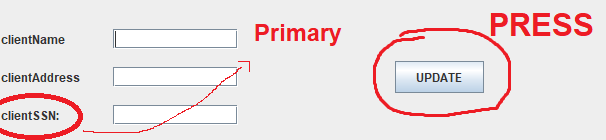 clientName
Primary
PRESS
clientAddress
UPDATE
clientSSN: